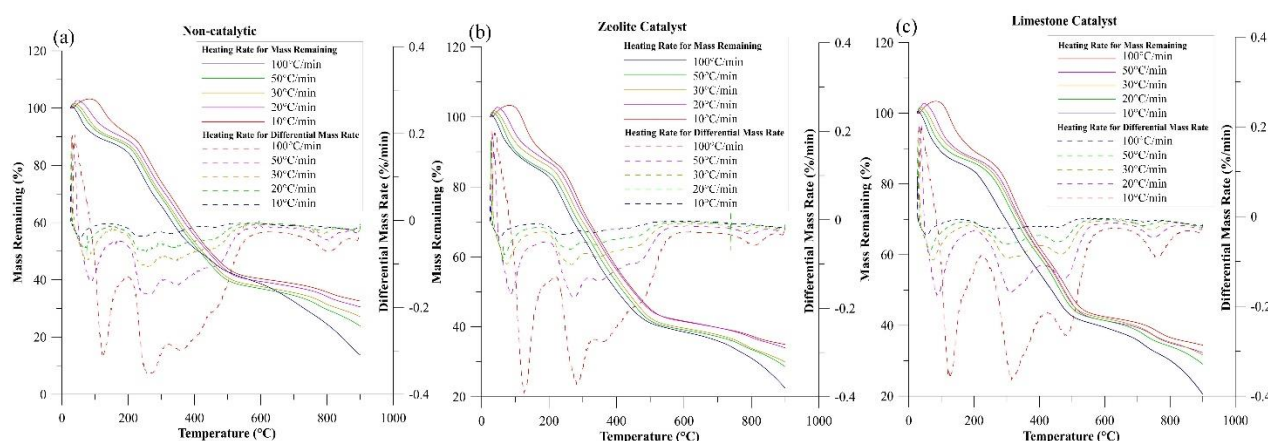 (a)
Non-catalytic
Heating Rate for Mass Remaining
100°C/min
50°C/min
30°C/min
20°C/min
10°C/min
Heating Rate for Differential Mass Rate
100°C/min
50°C/min
30°C/min
20°C/min
10°C/min
120
100
80
60
40
20
0
Mass Remaining (%)
0.4
0.2
0
-0.2
-0.4
Differential Mass Rate (%/min)
0
200
400
600
800
1000
Temperature (°C)
(b)
Zeolite Catalyst
Heating Rate for Mass Remaining
100°C/min
50°C/min
30°C/min
20°C/min
10°C/min
Heating Rate for Differential Mass Rate
100°C/min
50°C/min
30°C/min
20°C/min
10°C/min
120
100
80
60
40
20
Mass Remaining (%)
0.4
0.2
0
-0.2
-0.4
Differential Mass Rate (%/min)
0
200
400
600
800
1000
Temperature (°C)
(c)
Limestone Catalyst
Heating Rate for Mass Remaining
100°C/min
50°C/min
30°C/min
20°C/min
10°C/min
Heating Rate for Differential Mass Rate
100°C/min
50°C/min
30°C/min
20°C/min
10°C/min
120
100
80
60
40
20
Mass Remaining (%)
0.4
0.2
0
-0.2
-0.4
Differential Mass Rate (%/min)
0
200
400
600
800
1000
Temperature (°C)